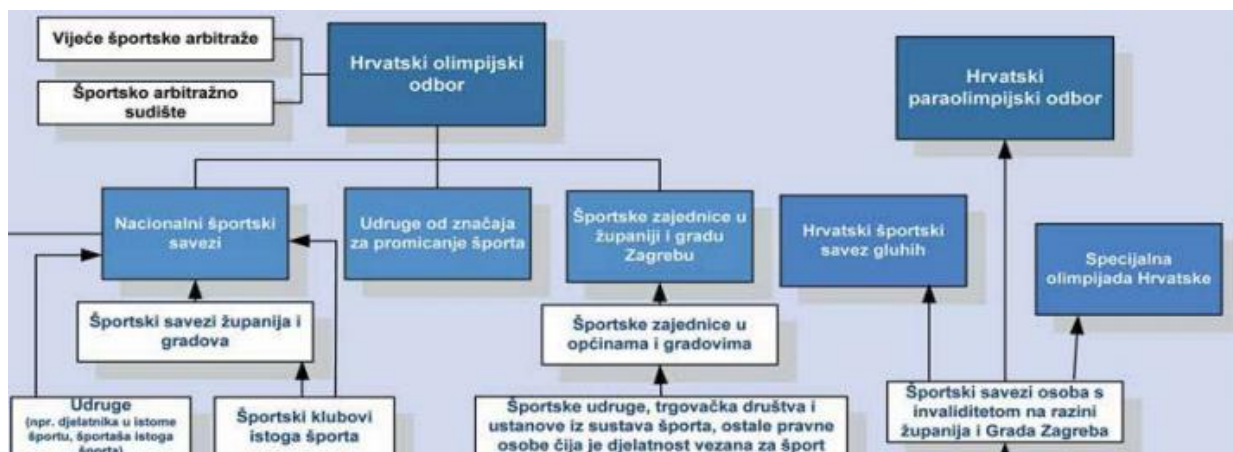 Vijeće športske arbitraže
Športsko arbitražno
sudište
Hrvatski olimpijski
odbor
Hrvatski
paraolimpijski odbor
Nacionalni športski
savezi
Udruge od značaja
za promicanje športa
Športske zajednice u
županiji i gradu
Zagrebu
Hrvatski športski
savez gluhih
Specijalna
olimpijada Hrvatske
Športski savezi županija i
gradova
Športske zajednice u
općinama i gradovima
Udruge
(npr. djelatnika u istome
športu, športaša istoga
športa)
Športski klubovi
istoga športa
Športske udruge, trgovačka društva i
ustanove iz sustava športa, ostale pravne
osobe čija je djelatnost vezana za šport
Športski savezi osoba s
invaliditetom na razini
županija i Grada Zagreba